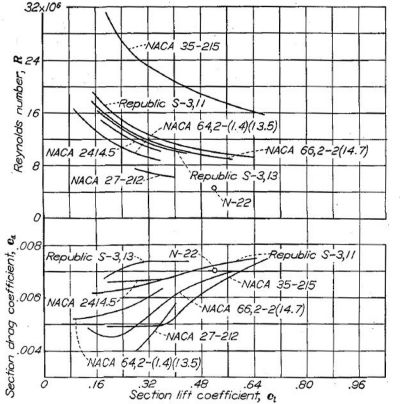 32x10⁶
24
16
8
0
Reynolds number, R
NACA 35-215
Republic S-3,11
NACA 64,2-(1.4)(13.5)
NACA 2414.5
NACA 66,2-2(14.7)
NACA 27-212
Republic S-3,13
N-22
.008
.006
.004
Section drag coefficient, cd
Republic S-3,13
N-22
Republic S-3,11
NACA 2414.5
NACA 35-215
NACA 66,2-2(14.7)
NACA 27-212
NACA 64,2-(1.4)(13.5)
0 .16 .32 .48 .64 .80 .96
Section lift coefficient, cl